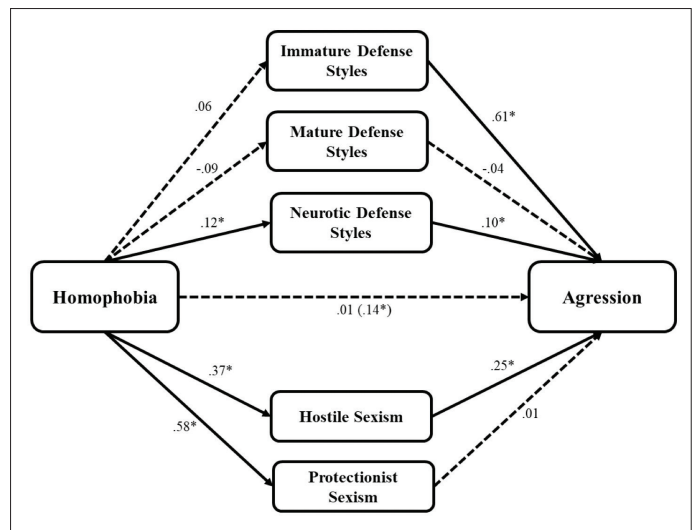 Immature Defense
Styles
.06
.61*
Mature Defense
Styles
-.09
-.04
Neurotic Defense
Styles
.12*
.10*
Homophobia
Agression
.01 (.14*)
.37*
.25*
Hostile Sexism
.58*
.01
Protectionist
Sexism